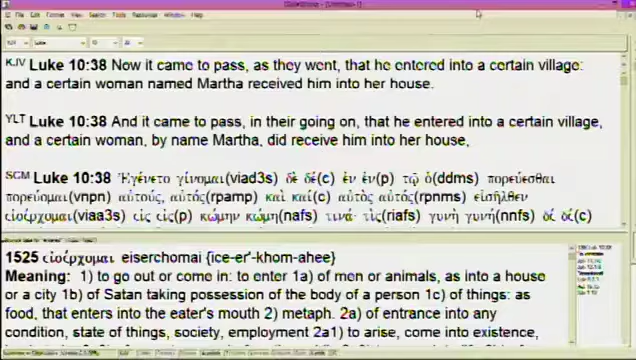 KJV Luke 10:38 Now it came to pass, as they went, that he entered into a certain village:
and a certain woman named Martha received him into her house.
YLT Luke 10:38 And it came to pass, in their going on, that he entered into a certain village,
and a certain woman, by name Martha, did receive him into her house,
SCM Luke 10:38 Ἐγένετο γίνομαι(viad3s) δὲ δέ(c) ἐν ἐν(p) τῷ ὁ(ddms) πορεύεσθαι
πορεύομαι(vnpn) αὐτούς, αὐτός(rpamp) καὶ καί(c) αὐτὸς αὐτός(rpnms) εἰσῆλθεν
εἰσέρχομαι(viaa3s) εἰς εἰς(p) κώμην κώμη(nafs) τινά· τὶς(riafs) γυνὴ γυνή(nnfs) δέ δέ(c)
1525 εἰσέρχομαι eiserchomai {ice-er'-khom-ahee}
Meaning: 1) to go out or come in: to enter 1a) of men or animals, as into a house
or a city 1b) of Satan taking possession of the body of a person 1c) of things: as
food, that enters into the eater's mouth 2) metaph. 2a) of entrance into any
condition, state of things, society, employment 2a1) to arise, come into existence,